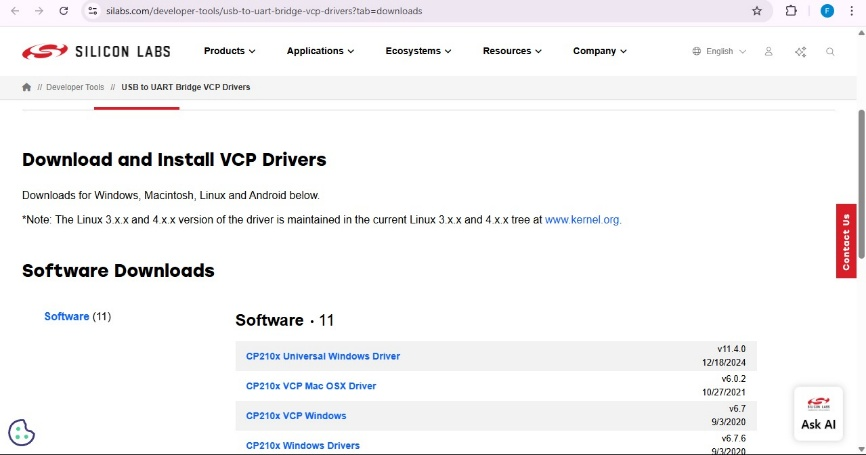 silabs.com/developer-tools/usb-to-uart-bridge-vcp-drivers?tab=downloads
F
SILICON LABS
Products
Applications
Ecosystems
Resources
Company
English
// Developer Tools // USB to UART Bridge VCP Drivers
Download and Install VCP Drivers
Downloads for Windows, Macintosh, Linux and Android below.
*Note: The Linux 3.x.x and 4.x.x version of the driver is maintained in the current Linux 3.x.x and 4.x.x tree at www.kernel.org.
Contact Us
Software Downloads
Software (11)
Software · 11
CP210x Universal Windows Driver
v11.4.0
12/18/2024
CP210x VCP Mac OSX Driver
v6.0.2
10/27/2021
CP210x VCP Windows
v6.7
9/3/2020
CP210x Windows Drivers
v6.7.6
9/3/2020
SILICON LABS
Ask AI